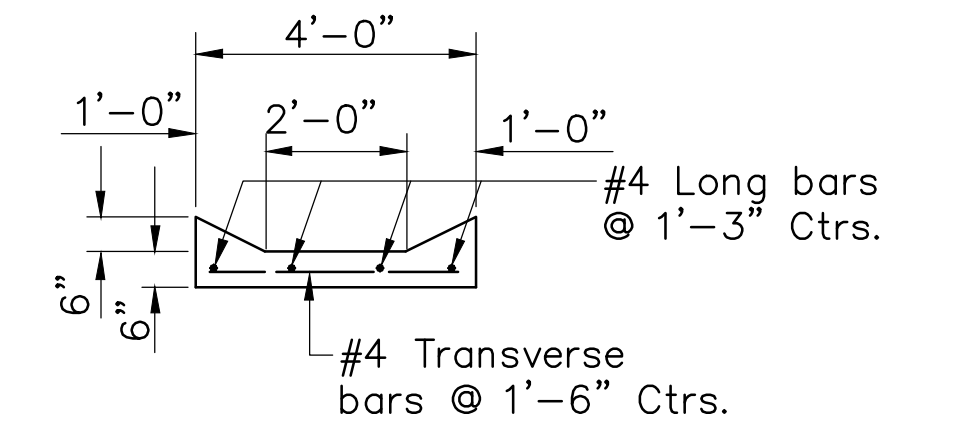 4'-0"
1'-0"
2'-0"
1'-0"
#4 Long bars
@ 1'-3" Ctrs.
6"
6"
#4 Transverse
bars @ 1'-6" Ctrs.